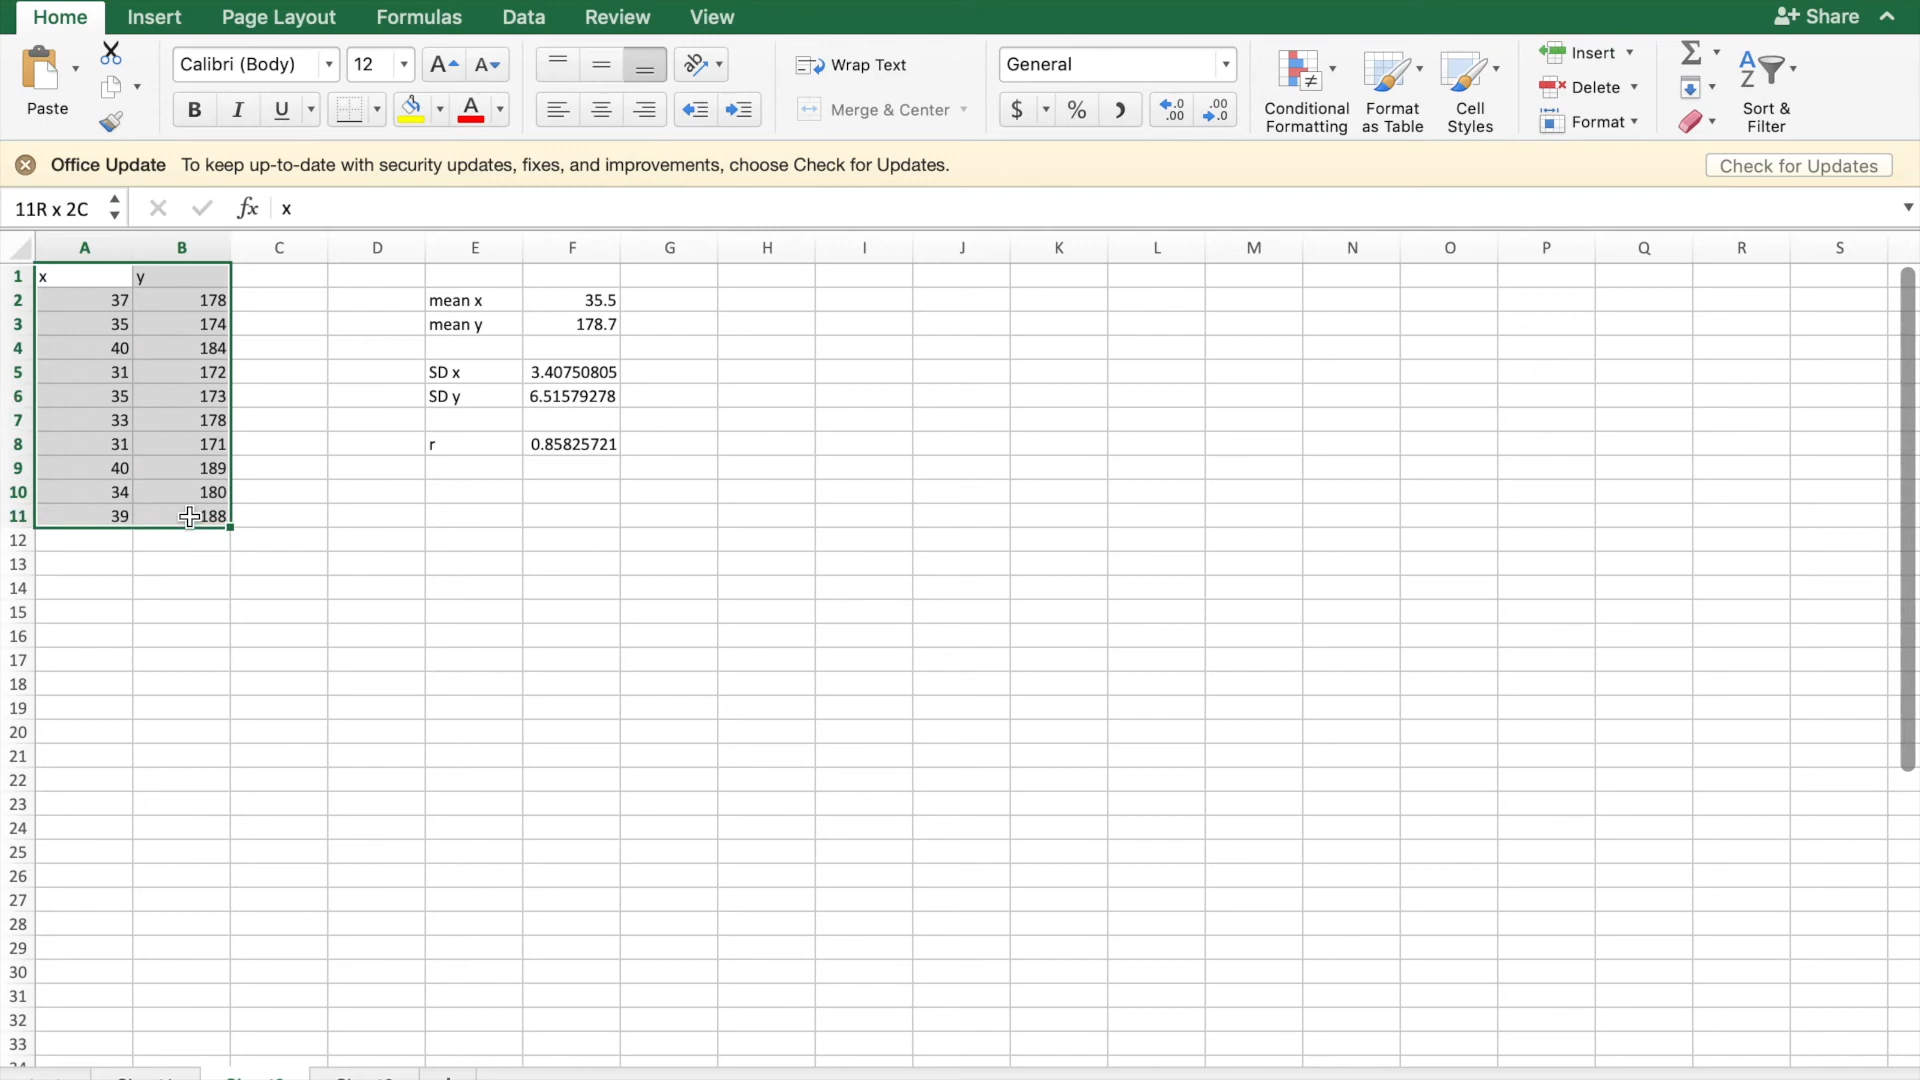 Home Insert Page Layout Formulas Data Review View Share
Paste
Calibri (Body) 12 A A
B I U A
ab
Wrap Text
Merge & Center
General
$ % .0 .00 .00 .0
Conditional Formatting
Format as Table
Cell Styles
Insert
Delete
Format
Σ
A Z
Sort & Filter
Office Update To keep up-to-date with security updates, fixes, and improvements, choose Check for Updates. Check for Updates
11R x 2C fx x
A B C D E F G H I J K L M N O P Q R S
1 x y
2 37 178 mean x 35.5
3 35 174 mean y 178.7
4 40 184
5 31 172 SD x 3.40750805
6 35 173 SD y 6.51579278
7 33 178
8 31 171 r 0.85825721
9 40 189
10 34 180
11 39 188
12
13
14
15
16
17
18
19
20
21
22
23
24
25
26
27
28
29
30
31
32
33